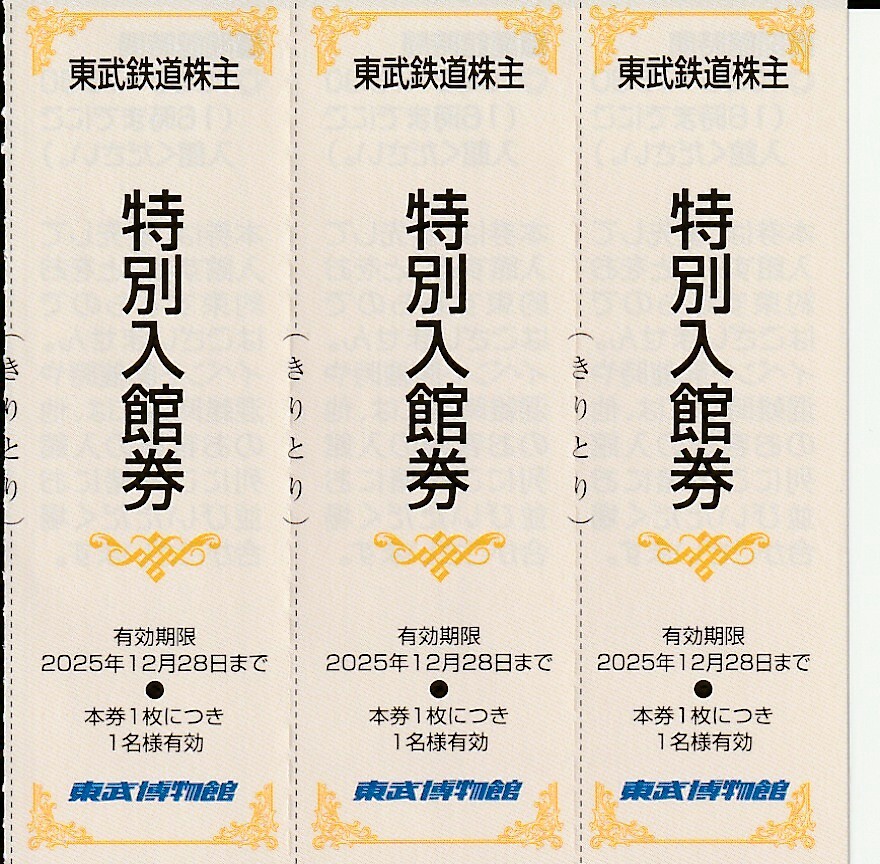 東武鉄道株主
特別入館券
有効期限
2025年12月28日まで
●
本券1枚につき
1名様有効
東武博物館
(きりとり)
東武鉄道株主
特別入館券
有効期限
2025年12月28日まで
●
本券1枚につき
1名様有効
東武博物館
(きりとり)
東武鉄道株主
特別入館券
有効期限
2025年12月28日まで
●
本券1枚につき
1名様有効
東武博物館
(きりとり)